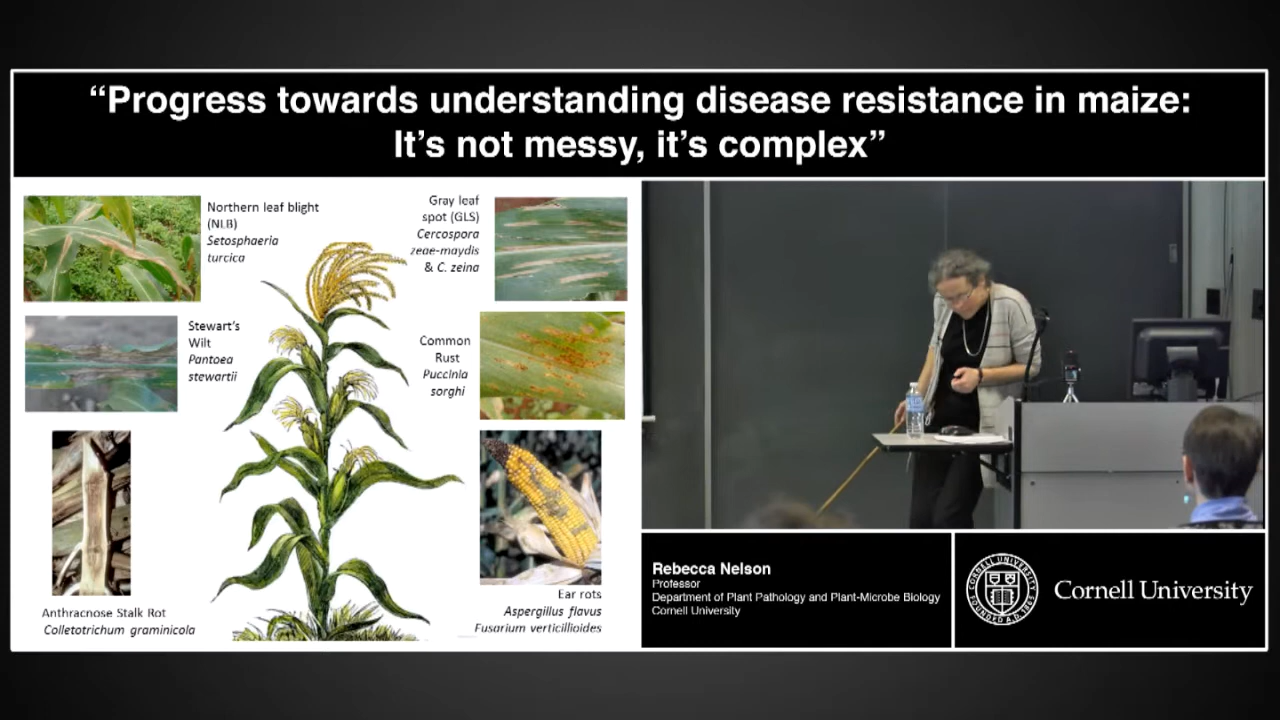 “Progress towards understanding disease resistance in maize:
It’s not messy, it’s complex”
Northern leaf blight
(NLB)
Setosphaeria
turcica
Gray leaf
spot (GLS)
Cercospora
zeae-maydis
& C. zeina
Stewart’s
Wilt
Pantoea
stewartii
Common
Rust
Puccinia
sorghi
Anthracnose Stalk Rot
Colletotrichum graminicola
Ear rots
Aspergillus flavus
Fusarium verticillioides
Rebecca Nelson
Professor
Department of Plant Pathology and Plant-Microbe Biology
Cornell University
Cornell University